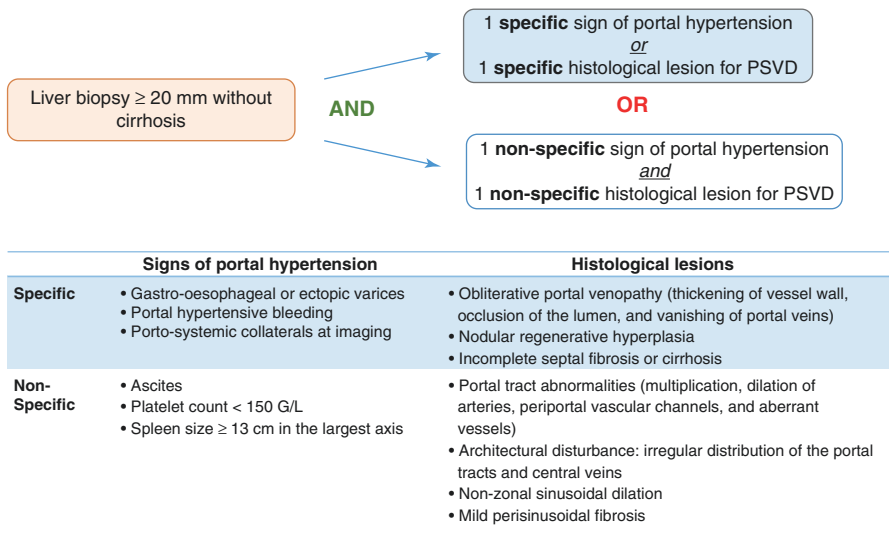 1 specific sign of portal hypertension
or
1 specific histological lesion for PSVD
Liver biopsy ≥ 20 mm without
cirrhosis
AND
OR
1 non-specific sign of portal hypertension
and
1 non-specific histological lesion for PSVD
Signs of portal hypertension
Histological lesions
Specific
• Gastro-oesophageal or ectopic varices
• Portal hypertensive bleeding
• Porto-systemic collaterals at imaging
• Obliterative portal venopathy (thickening of vessel wall,
occlusion of the lumen, and vanishing of portal veins)
• Nodular regenerative hyperplasia
• Incomplete septal fibrosis or cirrhosis
Non-
Specific
• Ascites
• Platelet count < 150 G/L
• Spleen size ≥ 13 cm in the largest axis
• Portal tract abnormalities (multiplication, dilation of
arteries, periportal vascular channels, and aberrant
vessels)
• Architectural disturbance: irregular distribution of the portal
tracts and central veins
• Non-zonal sinusoidal dilation
• Mild perisinusoidal fibrosis